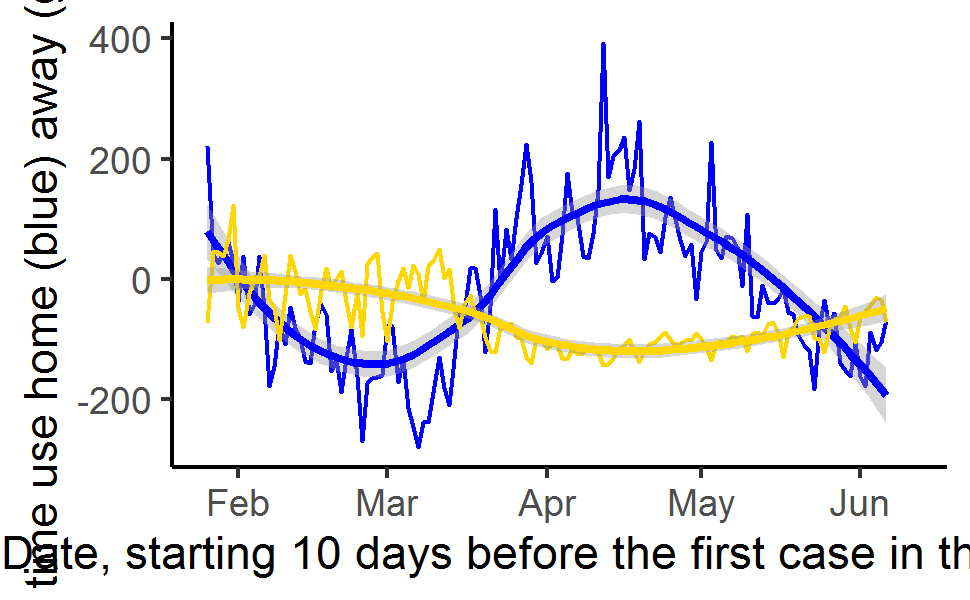 time use home (blue) away (
400
200
0
-200
Feb Mar Apr May Jun
Date, starting 10 days before the first case in th